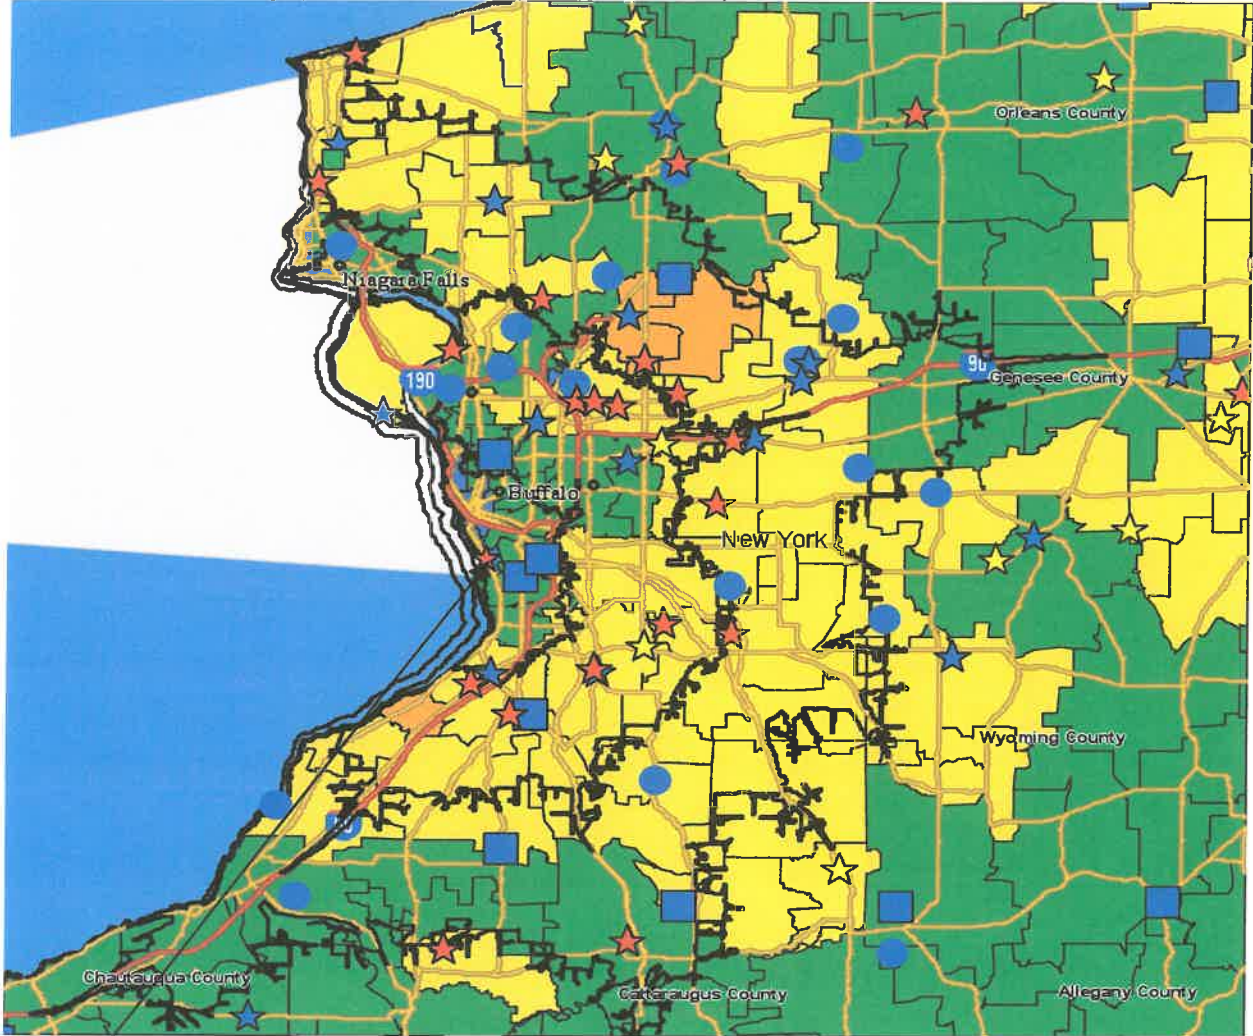 Orleans County
Niagara Falls
190
90
Genesee County
Buffalo
New York
Wyoming County
Chautauqua County
Cattaraugus County
Allegany County